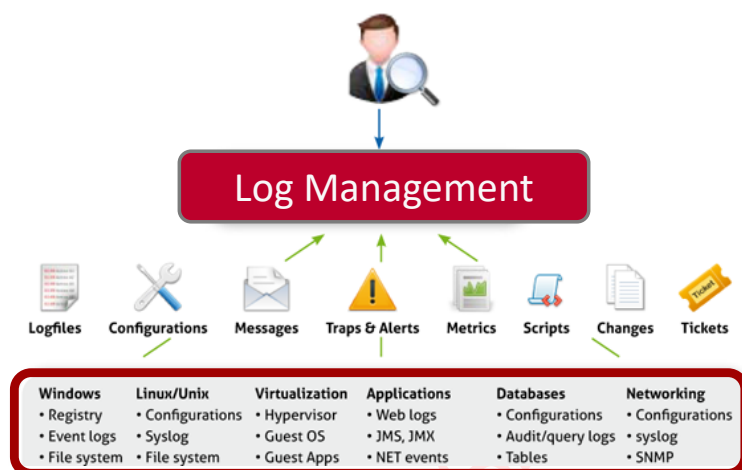 Log Management
Logfiles Configurations Messages Traps & Alerts Metrics Scripts Changes Tickets
Ticket
Windows Linux/Unix Virtualization Applications Databases Networking
• Registry • Configurations • Hypervisor • Web logs • Configurations • Configurations
• Event logs • Syslog • Guest OS • JMS, JMX • Audit/query logs • syslog
• File system • File system • Guest Apps • NET events • Tables • SNMP